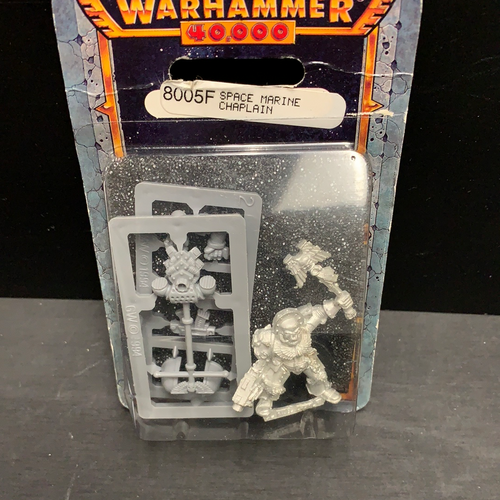 WARHAMMER
40,000
8005F SPACE MARINE
CHAPLAIN